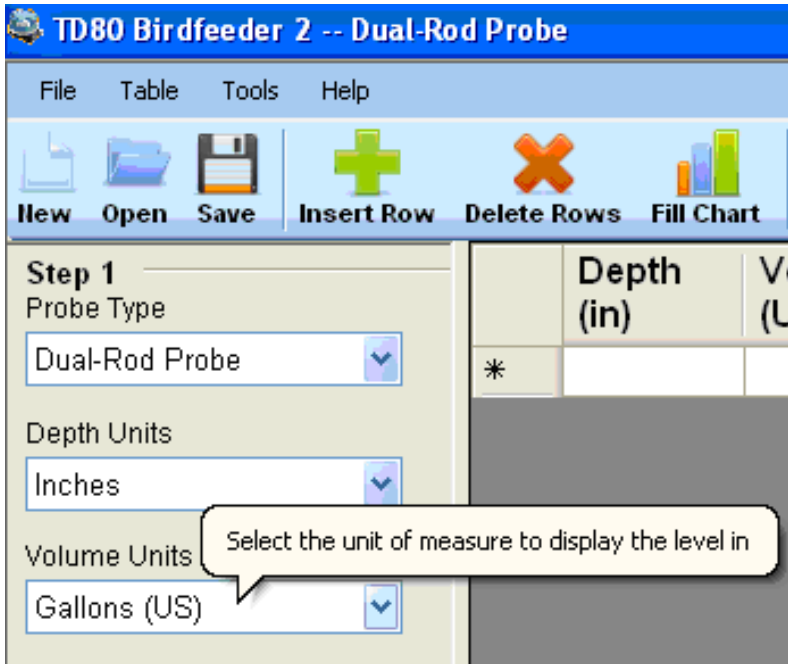 TD80 Birdfeeder 2 -- Dual-Rod Probe
File Table Tools Help
New Open Save Insert Row Delete Rows Fill Chart
Step 1
Probe Type
Dual-Rod Probe
Depth Units
Inches
Volume Units
Gallons (US)
Select the unit of measure to display the level in
Depth
(in)
*